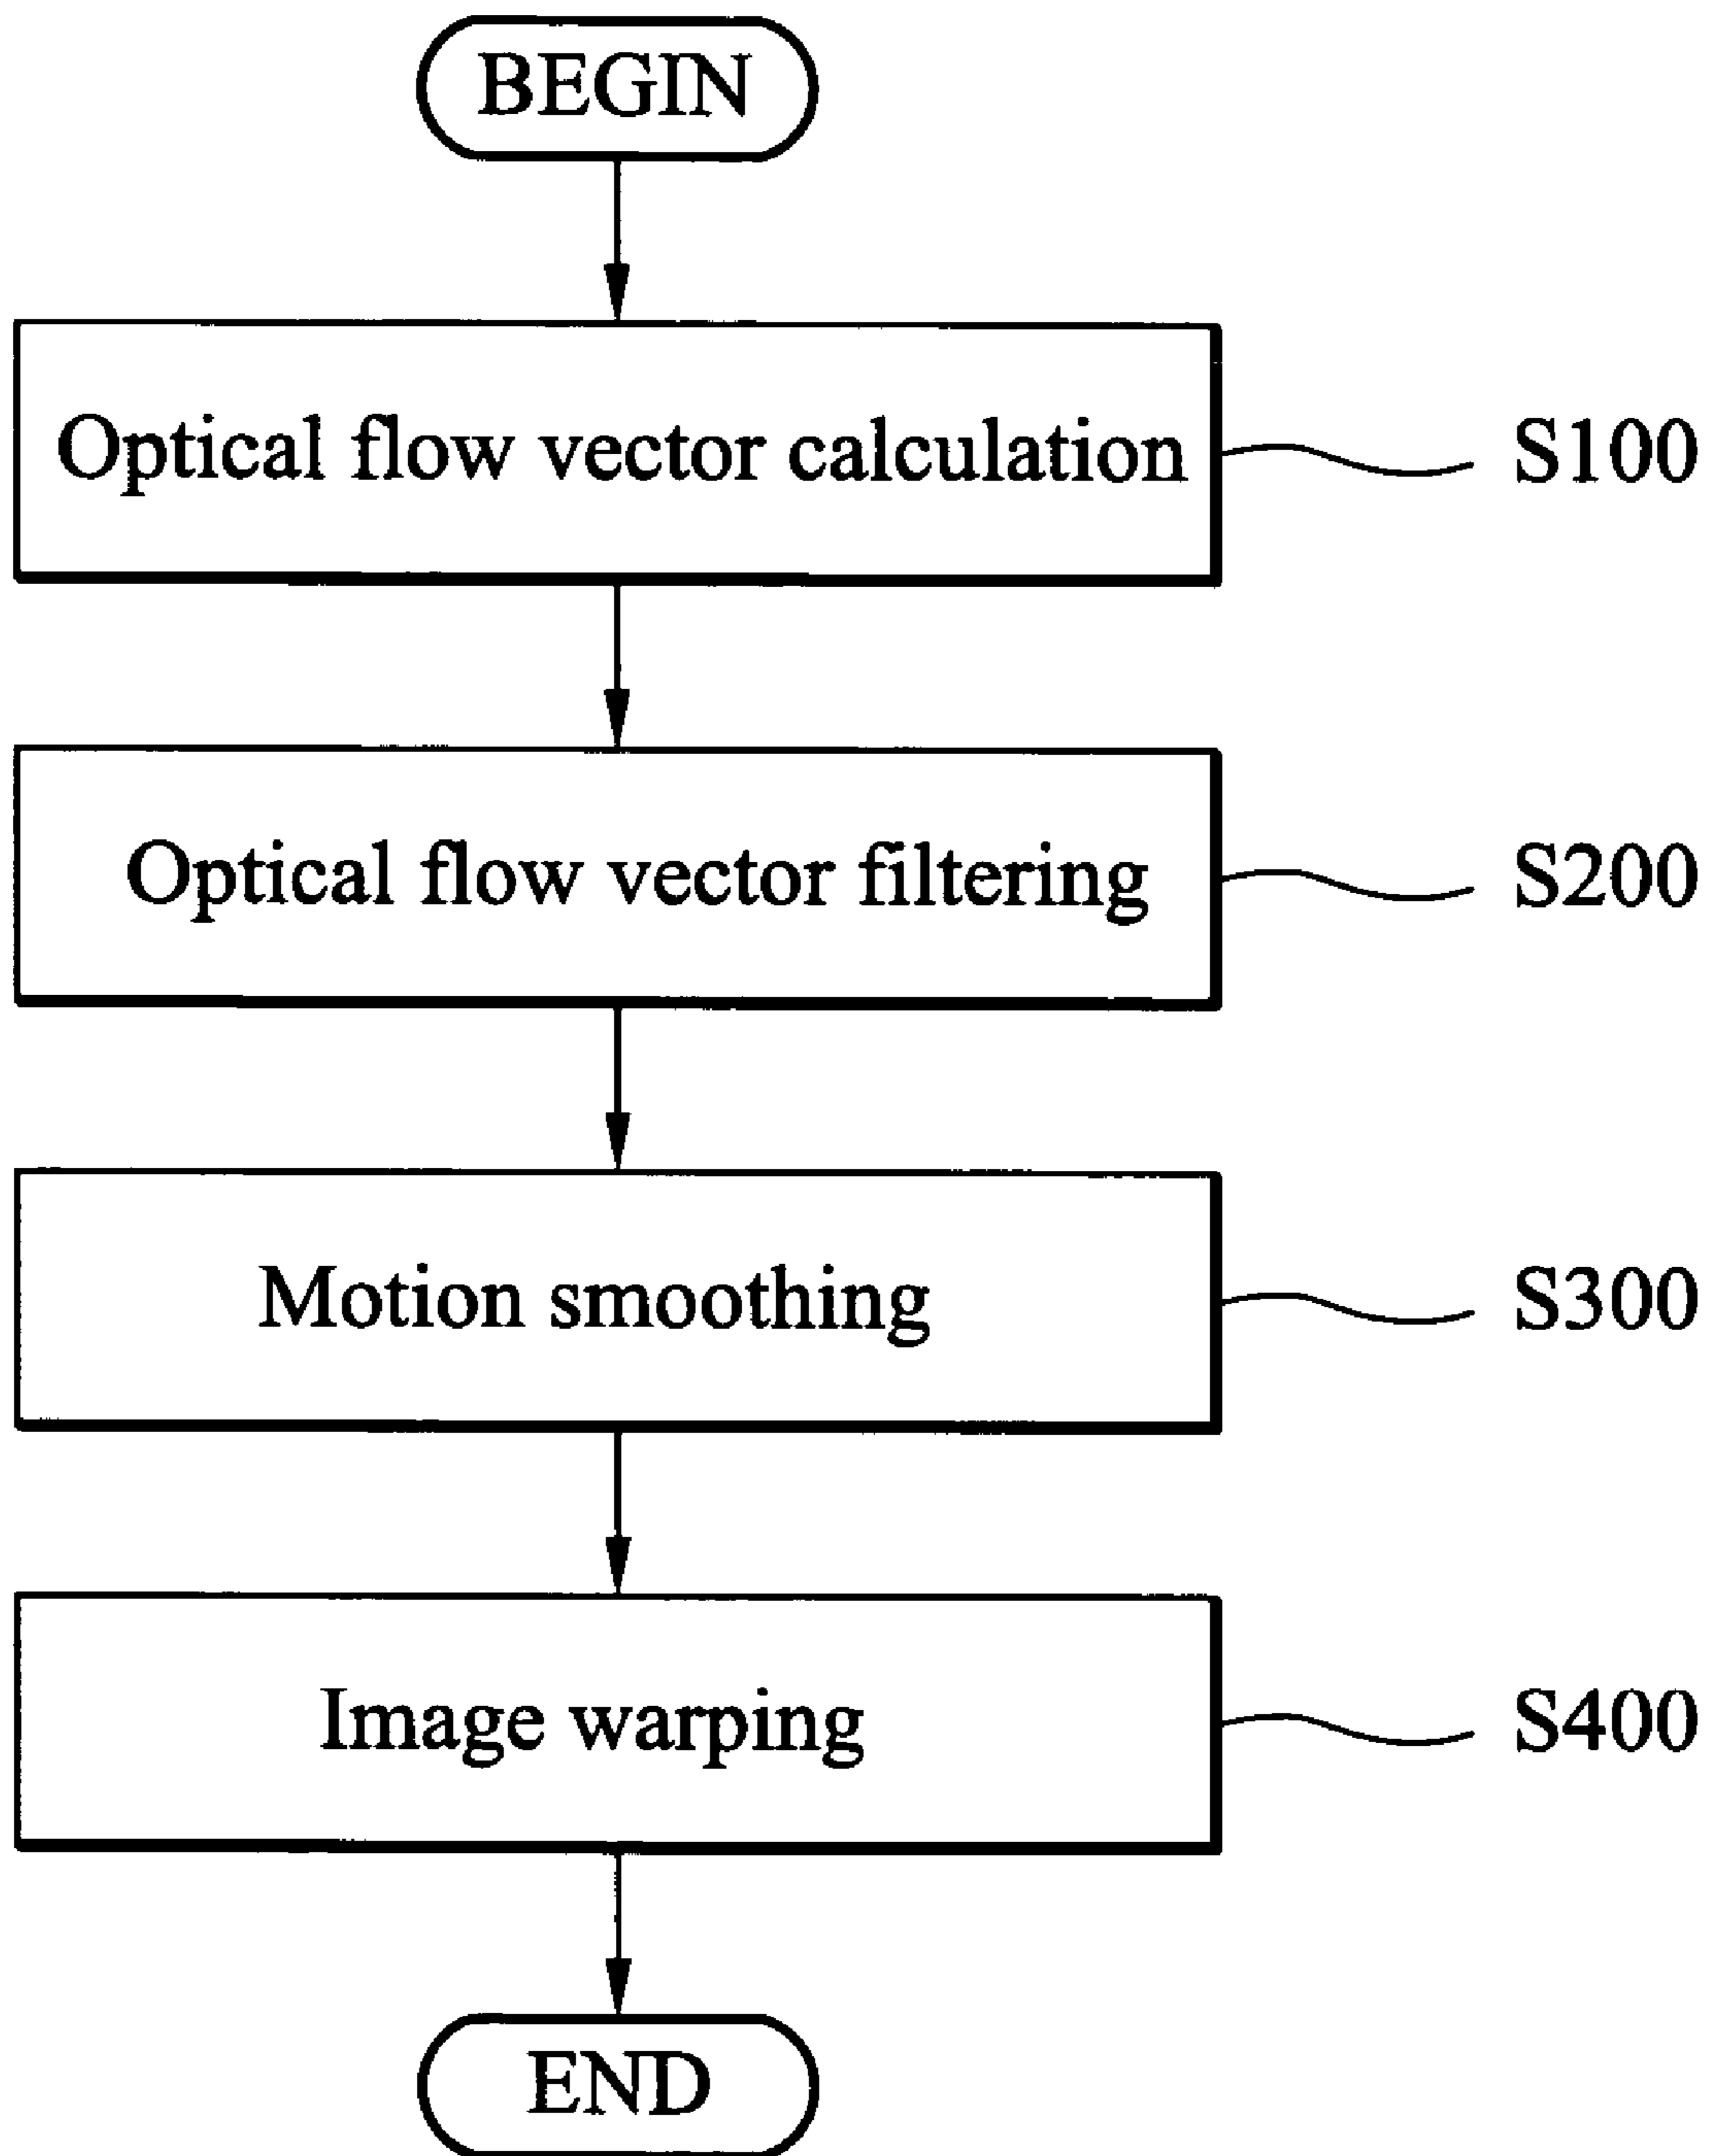 BEGIN
Optical flow vector calculation
S100
Optical flow vector filtering
S200
Motion smoothing
S300
Image warping
S400
END